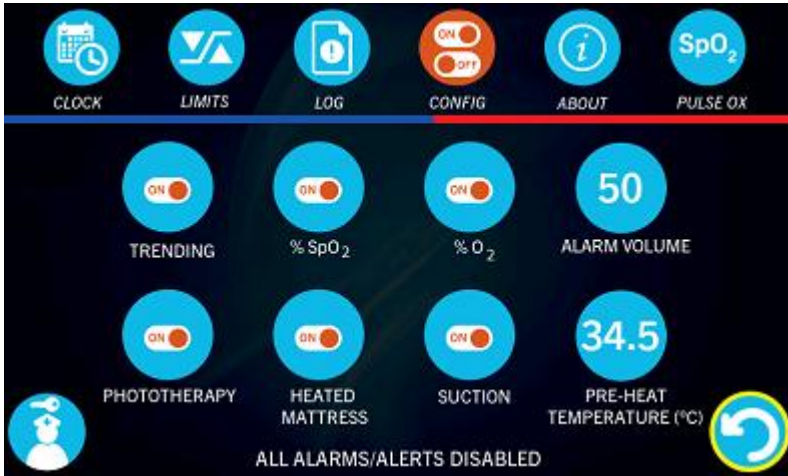 ON
OFF
i
SpO2
CLOCK
LIMITS
LOG
CONFIG
ABOUT
PULSE OX
ON
ON
ON
50
TRENDING
% SpO2
% O2
ALARM VOLUME
ON
ON
ON
34.5
PHOTOTHERAPY
HEATED
MATTRESS
SUCTION
PRE-HEAT
TEMPERATURE (°C)
ALL ALARMS/ALERTS DISABLED